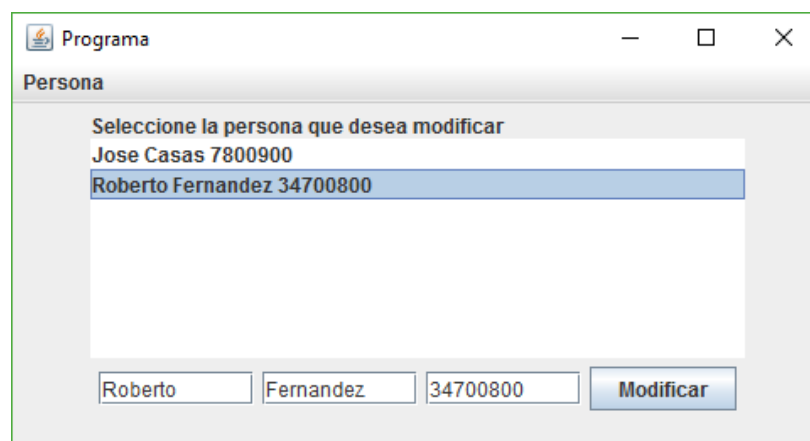 Programa
Persona
Seleccione la persona que desea modificar
Jose Casas 7800900
Roberto Fernandez 34700800
Roberto Fernandez 34700800 Modificar